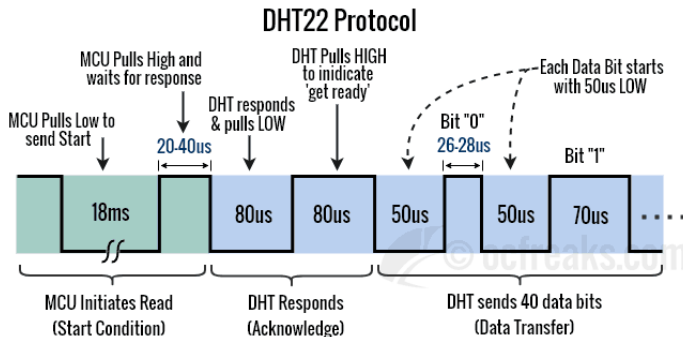 DHT22 Protocol
MCU Pulls High and
waits for response
DHT Pulls HIGH
to inidicate
'get ready'
Each Data Bit starts
with 50us LOW
MCU Pulls Low to
send Start
20-40us
DHT responds
& pulls LOW
Bit "0"
26-28us
Bit "1"
18ms
80us
80us
50us
50us
70us
© ocfreaks.com
MCU Initiates Read
(Start Condition)
DHT Responds
(Acknowledge)
DHT sends 40 data bits
(Data Transfer)